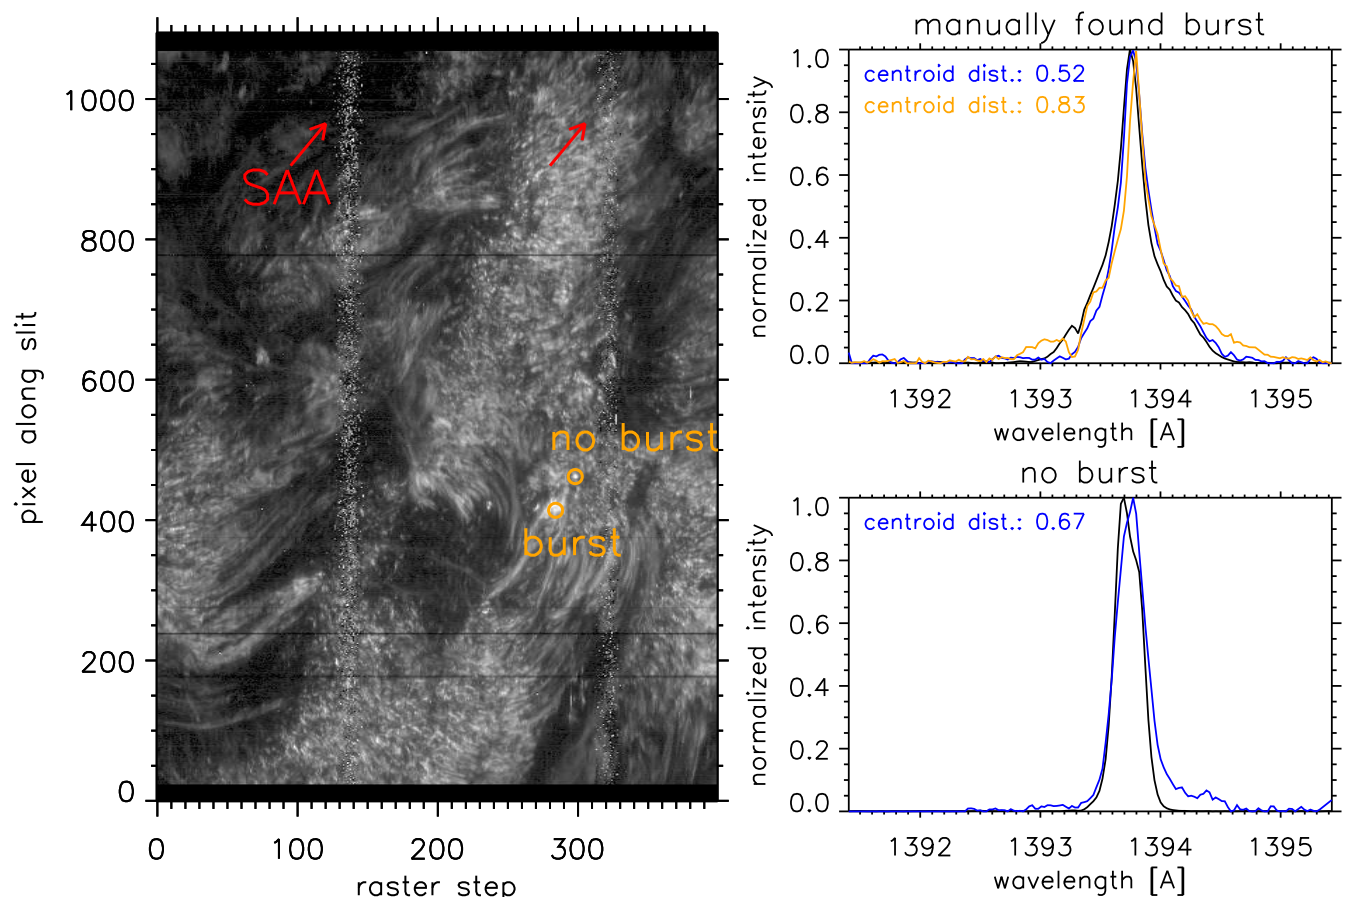 1000
800
600
400
200
0
pixel along slit
SAA
no burst
burst
0 100 200 300
raster step
manually found burst
centroid dist.: 0.52
centroid dist.: 0.83
1.0
0.8
0.6
0.4
0.2
0.0
normalized intensity
1392 1393 1394 1395
wavelength [A]
no burst
centroid dist.: 0.67
1.0
0.8
0.6
0.4
0.2
0.0
normalized intensity
1392 1393 1394 1395
wavelength [A]